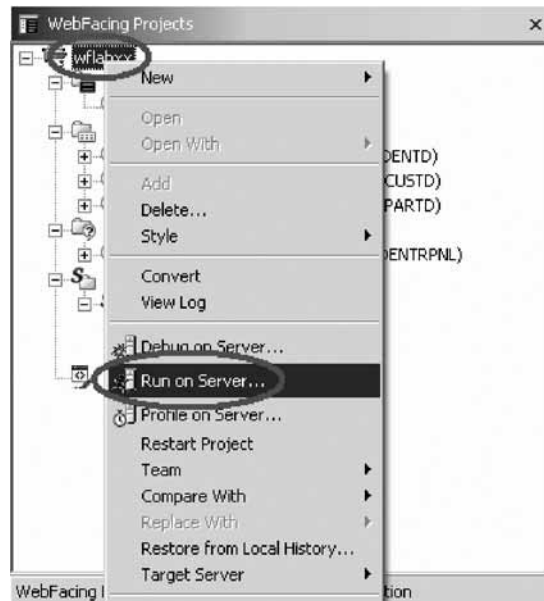 WebFacing Projects
wflabxx
New
Open
Open With
DENTD)
Add
CUSTD)
Delete...
PARTD)
Style
DENTRPNL)
Convert
View Log
Debug on Server...
Run on Server...
Profile on Server...
Restart Project
Team
Compare With
Replace With
Restore from Local History...
Target Server
WebFacing tion